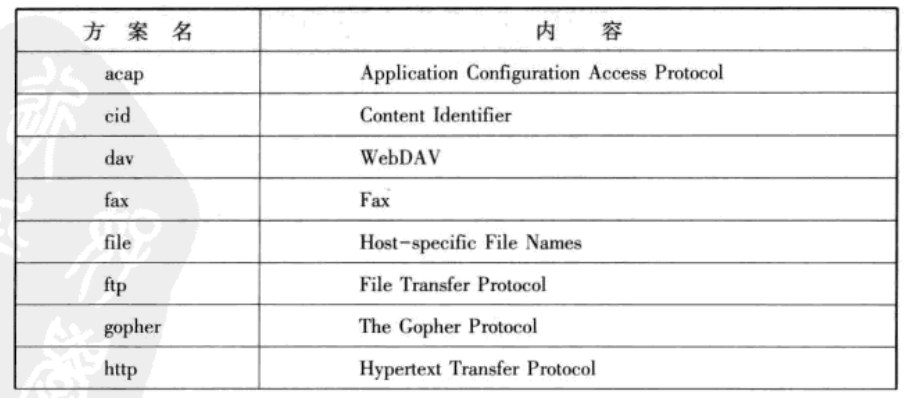 方案名 内容
acap Application Configuration Access Protocol
cid Content Identifier
dav WebDAV
fax Fax
file Host-specific File Names
ftp File Transfer Protocol
gopher The Gopher Protocol
http Hypertext Transfer Protocol